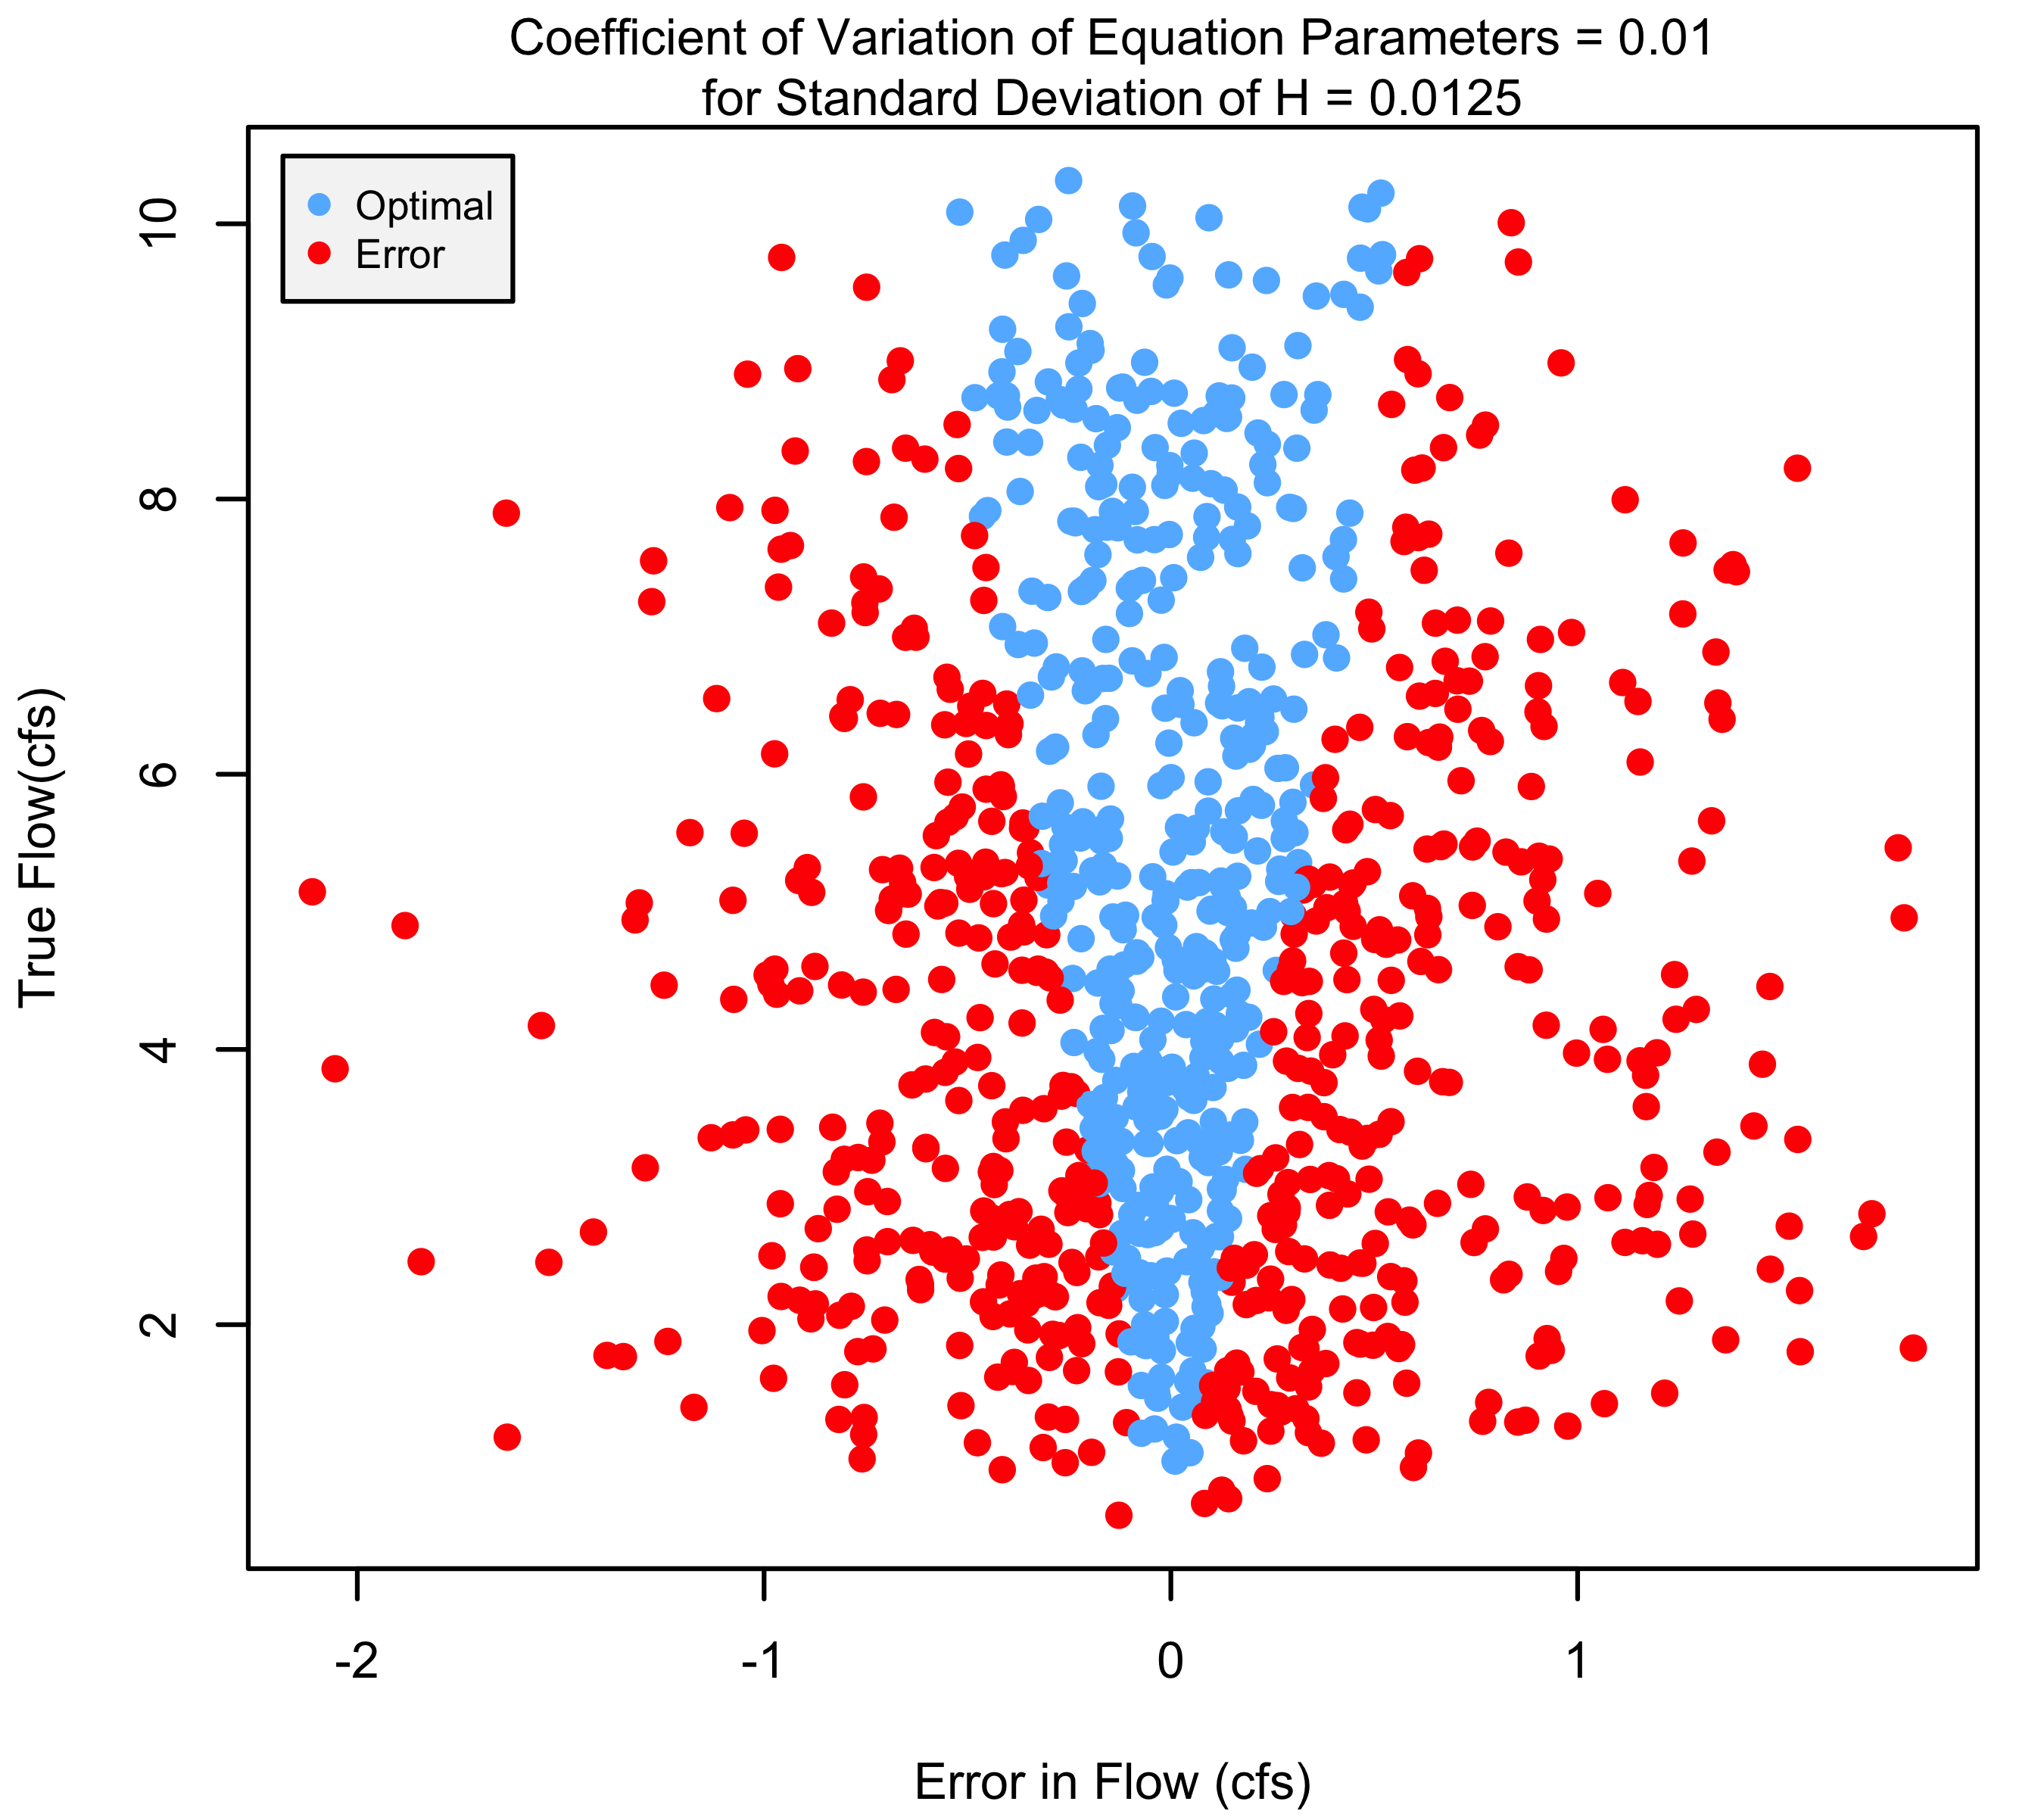 Coefficient of Variation of Equation Parameters = 0.01
for Standard Deviation of H = 0.0125
Optimal
Error
True Flow(cfs)
10
8
6
4
2
-2
-1
0
1
Error in Flow (cfs)